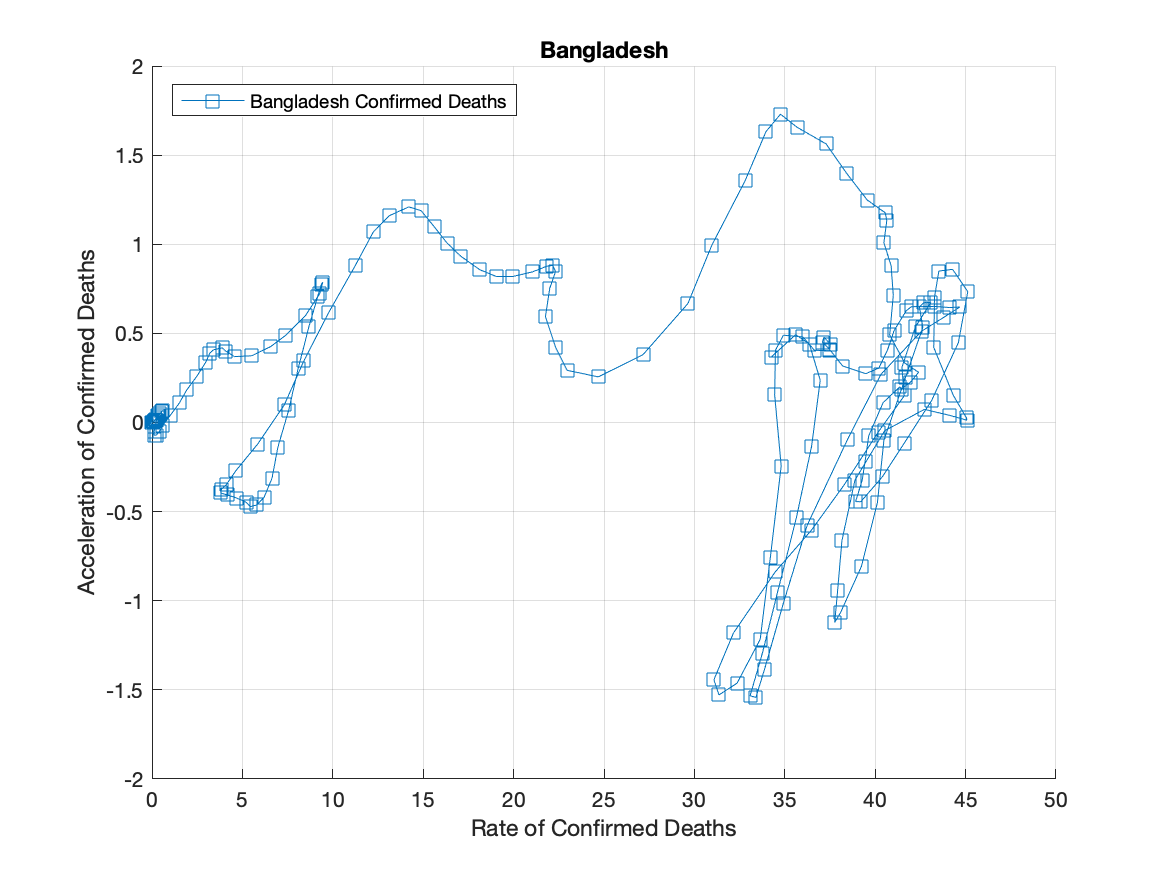 Bangladesh
2
Bangladesh Confirmed Deaths
1.5
1
0.5
0
-0.5
-1
-1.5
-2
Acceleration of Confirmed Deaths
0 5 10 15 20 25 30 35 40 45 50
Rate of Confirmed Deaths